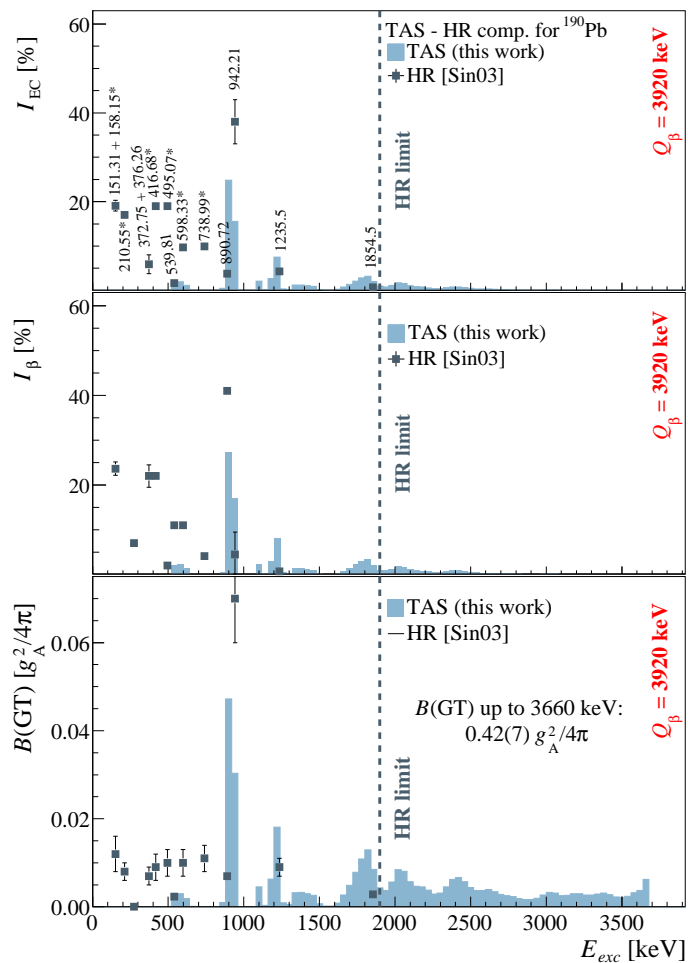 TAS - HR comp. for ¹⁹⁰Pb
TAS (this work)
HR [Sin03]
I_EC [%]
60
40
20
151.31 + 158.15*
210.55*
372.75 + 376.26
416.68*
495.07*
539.81
598.33*
738.99*
890.72
942.21
1235.5
1854.5
HR limit
Q_β = 3920 keV
TAS (this work)
HR [Sin03]
I_β [%]
60
40
20
HR limit
Q_β = 3920 keV
TAS (this work)
HR [Sin03]
B(GT) [g_A²/4π]
0.06
0.04
0.02
0.00
B(GT) up to 3660 keV:
0.42(7) g_A²/4π
HR limit
Q_β = 3920 keV
0 500 1000 1500 2000 2500 3000 3500
E_exc [keV]